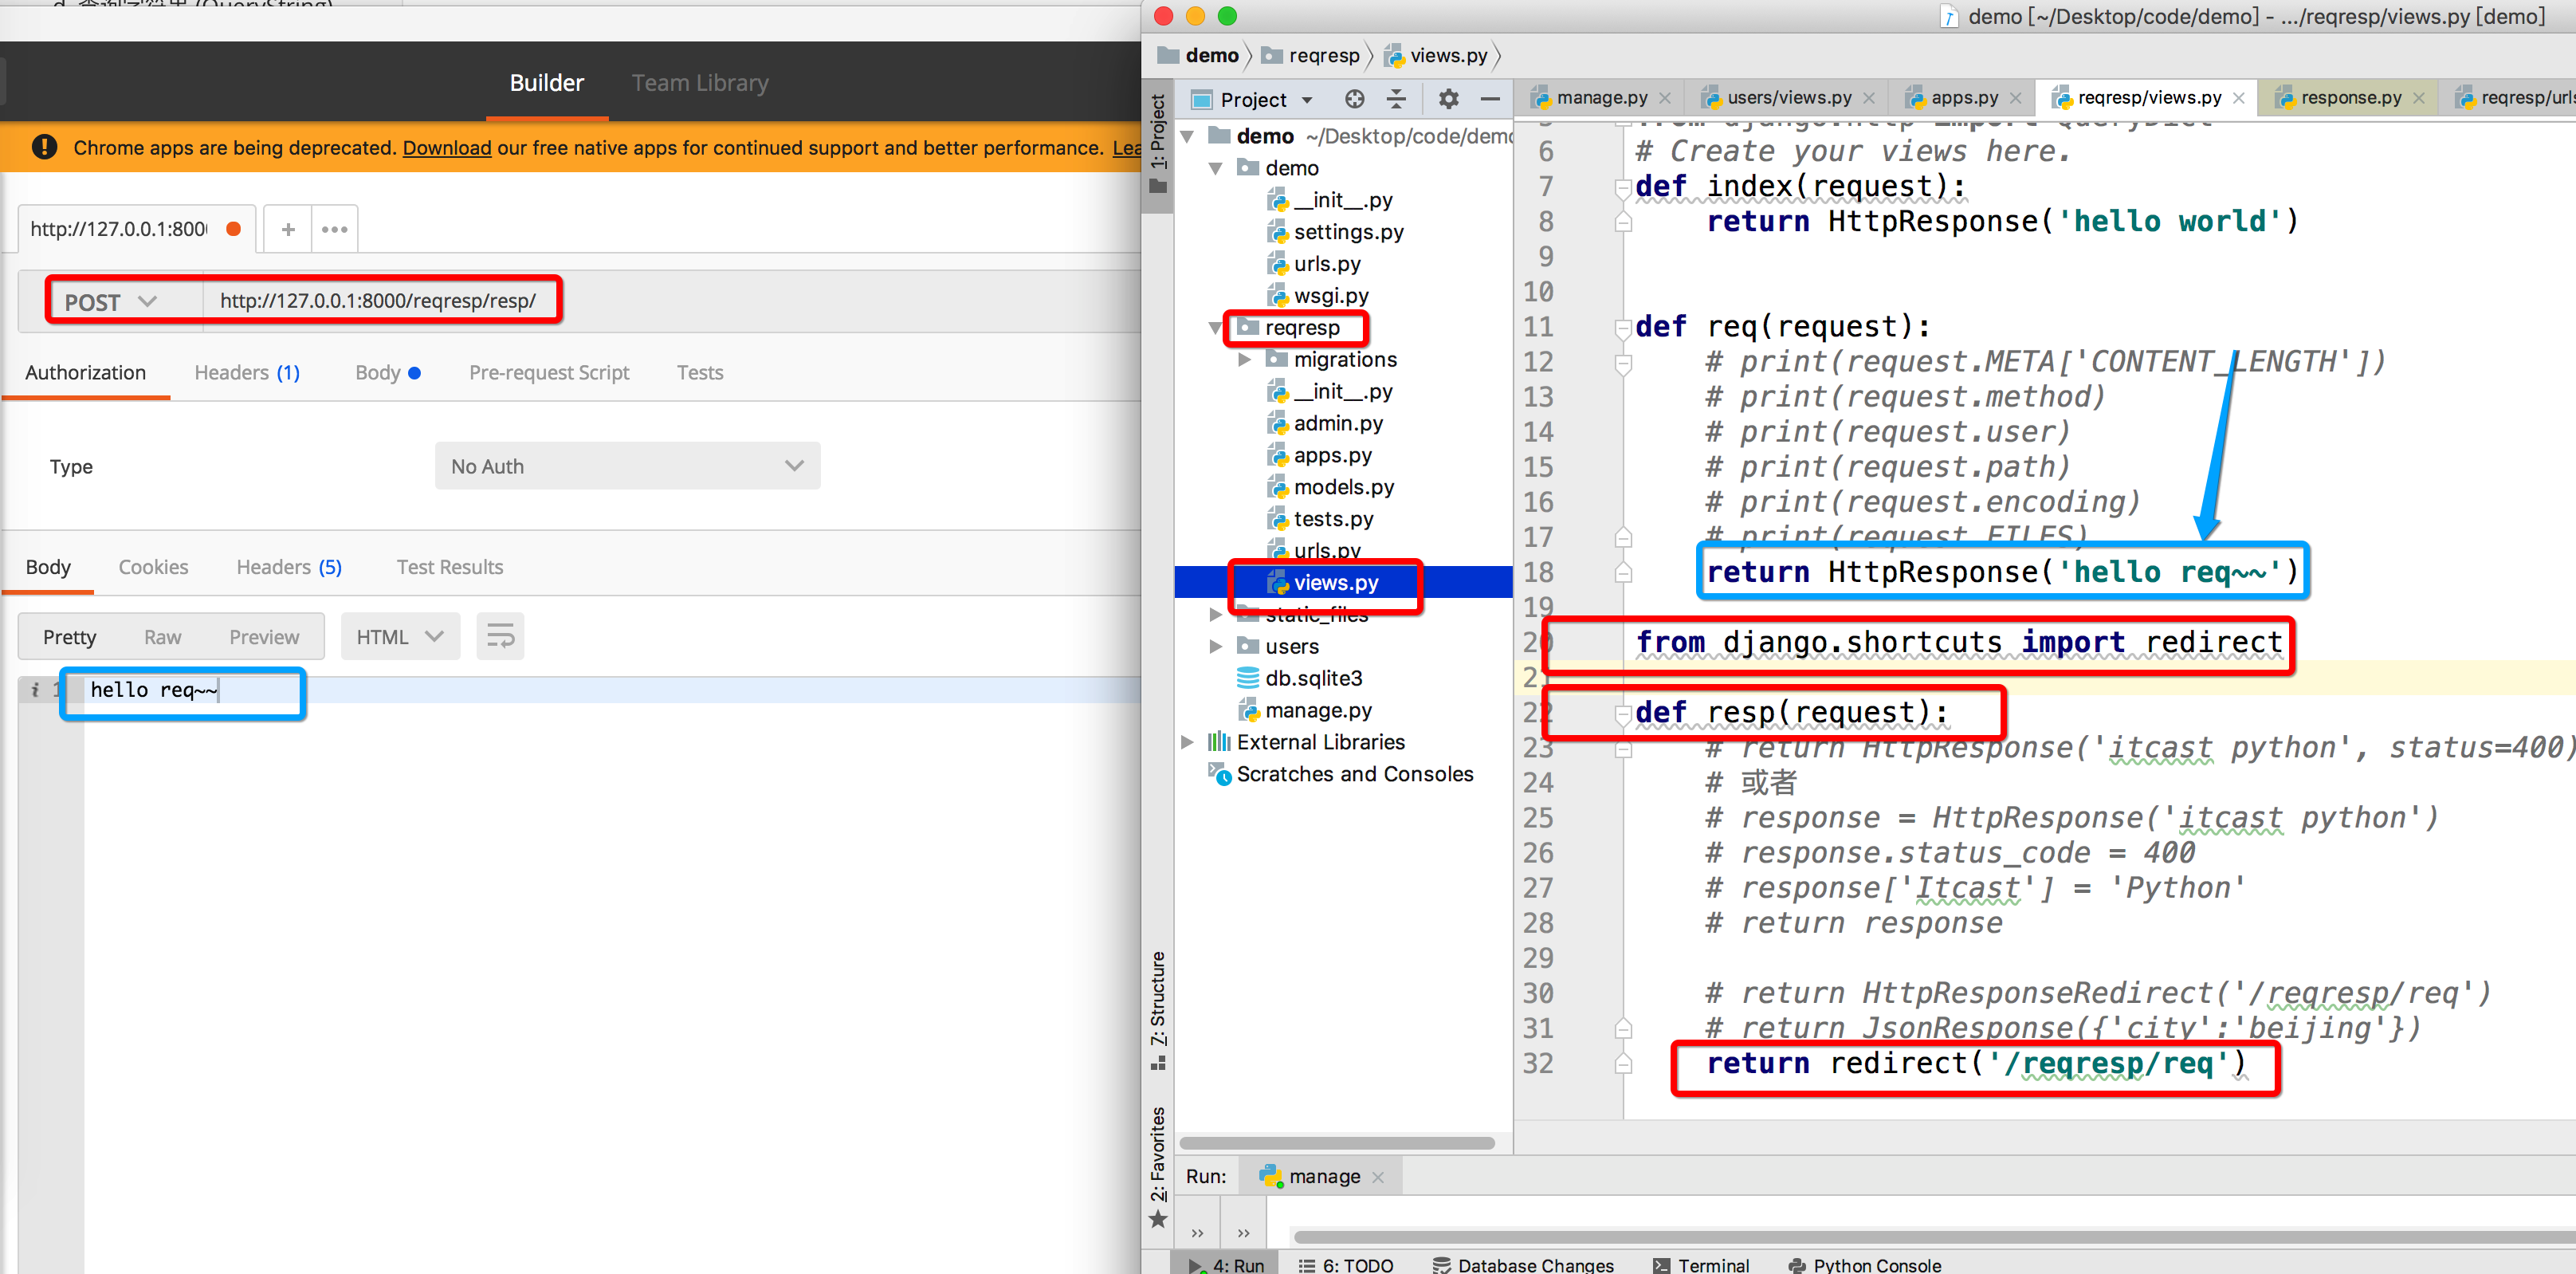 d. 查询字符串 (QueryString)
Builder
Team Library
Chrome apps are being deprecated. Download our free native apps for continued support and better performance. Lea
http://127.0.0.1:800
POST
http://127.0.0.1:8000/reqresp/resp/
Authorization
Headers (1)
Body
Pre-request Script
Tests
Type
No Auth
Body
Cookies
Headers (5)
Test Results
Pretty
Raw
Preview
HTML
i 1
hello req~~
demo [~/Desktop/code/demo] - .../reqresp/views.py [demo]
demo
reqresp
views.py
1: Project
Project
manage.py
users/views.py
apps.py
reqresp/views.py
response.py
reqresp/urls
demo ~/Desktop/code/demo
demo
__init__.py
settings.py
urls.py
wsgi.py
reqresp
migrations
__init__.py
admin.py
apps.py
models.py
tests.py
urls.py
views.py
static_files
users
db.sqlite3
manage.py
External Libraries
Scratches and Consoles
5 from django.http import QueryDict
6 # Create your views here.
7 def index(request):
8 return HttpResponse('hello world')
9
10
11 def req(request):
12 # print(request.META['CONTENT_LENGTH'])
13 # print(request.method)
14 # print(request.user)
15 # print(request.path)
16 # print(request.encoding)
17 # print(request.FILES)
18 return HttpResponse('hello req~~')
19
20 from django.shortcuts import redirect
21
22 def resp(request):
23 # return HttpResponse('itcast python', status=400)
24 # 或者
25 # response = HttpResponse('itcast python')
26 # response.status_code = 400
27 # response['Itcast'] = 'Python'
28 # return response
29
30 # return HttpResponseRedirect('/reqresp/req')
31 # return JsonResponse({'city':'beijing'})
32 return redirect('/reqresp/req')
7: Structure
2: Favorites
Run:
manage
4: Run
6: TODO
Database Changes
Terminal
Python Console